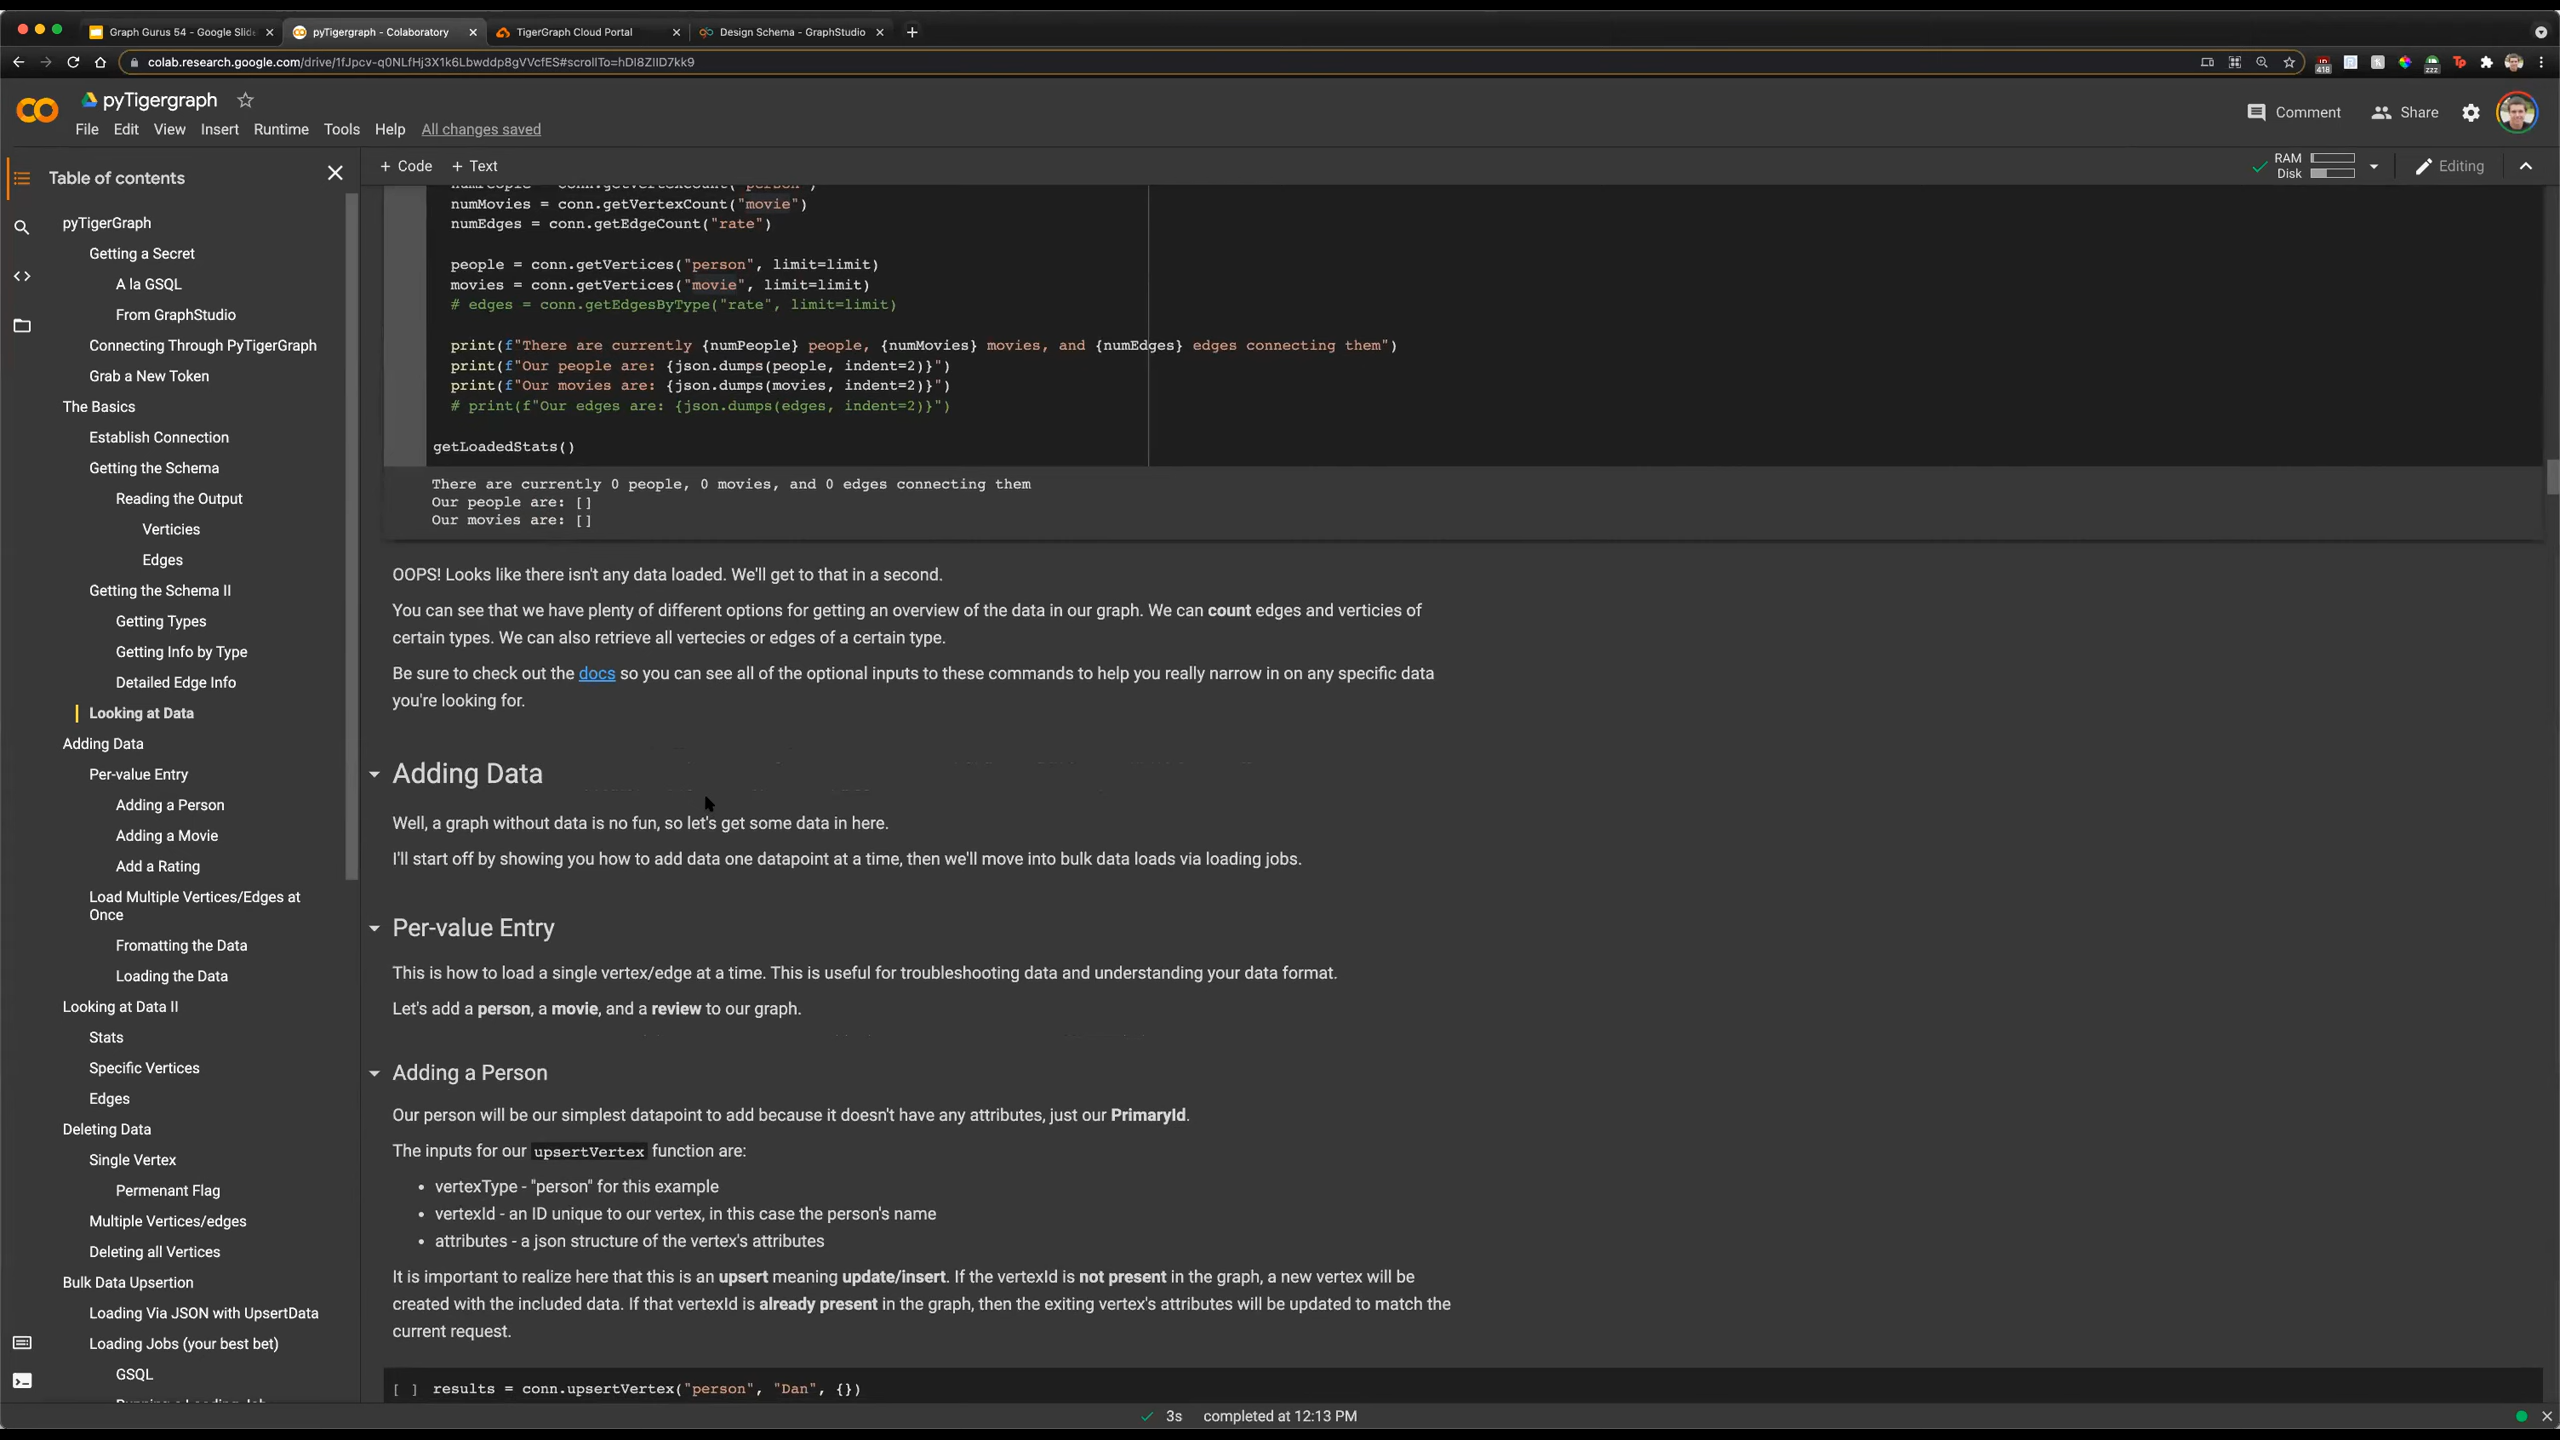 Graph Gurus 54 - Google Slide
pyTigergraph - Colaboratory
TigerGraph Cloud Portal
Design Schema - GraphStudio
colab.research.google.com/drive/1fJpcv-q0NLfHj3X1k6Lbwddp8gVVcfES#scrollTo=hDI8ZIID7kk9
pyTigergraph
File Edit View Insert Runtime Tools Help All changes saved
Comment Share
+ Code + Text
RAM
Disk
Editing
Table of contents
pyTigerGraph
Getting a Secret
A la GSQL
From GraphStudio
Connecting Through PyTigerGraph
Grab a New Token
The Basics
Establish Connection
Getting the Schema
Reading the Output
Verticies
Edges
Getting the Schema II
Getting Types
Getting Info by Type
Detailed Edge Info
Looking at Data
Adding Data
Per-value Entry
Adding a Person
Adding a Movie
Add a Rating
Load Multiple Vertices/Edges at
Once
Fromatting the Data
Loading the Data
Looking at Data II
Stats
Specific Vertices
Edges
Deleting Data
Single Vertex
Permenant Flag
Multiple Vertices/edges
Deleting all Vertices
Bulk Data Upsertion
Loading Via JSON with UpsertData
Loading Jobs (your best bet)
GSQL
numPeople = conn.getVertexCount("person")
numMovies = conn.getVertexCount("movie")
numEdges = conn.getEdgeCount("rate")
people = conn.getVertices("person", limit=limit)
movies = conn.getVertices("movie", limit=limit)
# edges = conn.getEdgesByType("rate", limit=limit)
print(f"There are currently {numPeople} people, {numMovies} movies, and {numEdges} edges connecting them")
print(f"Our people are: {json.dumps(people, indent=2)}")
print(f"Our movies are: {json.dumps(movies, indent=2)}")
# print(f"Our edges are: {json.dumps(edges, indent=2)}")
getLoadedStats()
There are currently 0 people, 0 movies, and 0 edges connecting them
Our people are: []
Our movies are: []
OOPS! Looks like there isn't any data loaded. We'll get to that in a second.
You can see that we have plenty of different options for getting an overview of the data in our graph. We can count edges and verticies of
certain types. We can also retrieve all vertecies or edges of a certain type.
Be sure to check out the docs so you can see all of the optional inputs to these commands to help you really narrow in on any specific data
you're looking for.
Adding Data
Well, a graph without data is no fun, so let's get some data in here.
I'll start off by showing you how to add data one datapoint at a time, then we'll move into bulk data loads via loading jobs.
Per-value Entry
This is how to load a single vertex/edge at a time. This is useful for troubleshooting data and understanding your data format.
Let's add a person, a movie, and a review to our graph.
Adding a Person
Our person will be our simplest datapoint to add because it doesn't have any attributes, just our PrimaryId.
The inputs for our upsertVertex function are:
• vertexType - "person" for this example
• vertexId - an ID unique to our vertex, in this case the person's name
• attributes - a json structure of the vertex's attributes
It is important to realize here that this is an upsert meaning update/insert. If the vertexId is not present in the graph, a new vertex will be
created with the included data. If that vertexId is already present in the graph, then the exiting vertex's attributes will be updated to match the
current request.
[ ] results = conn.upsertVertex("person", "Dan", {})
3s completed at 12:13 PM